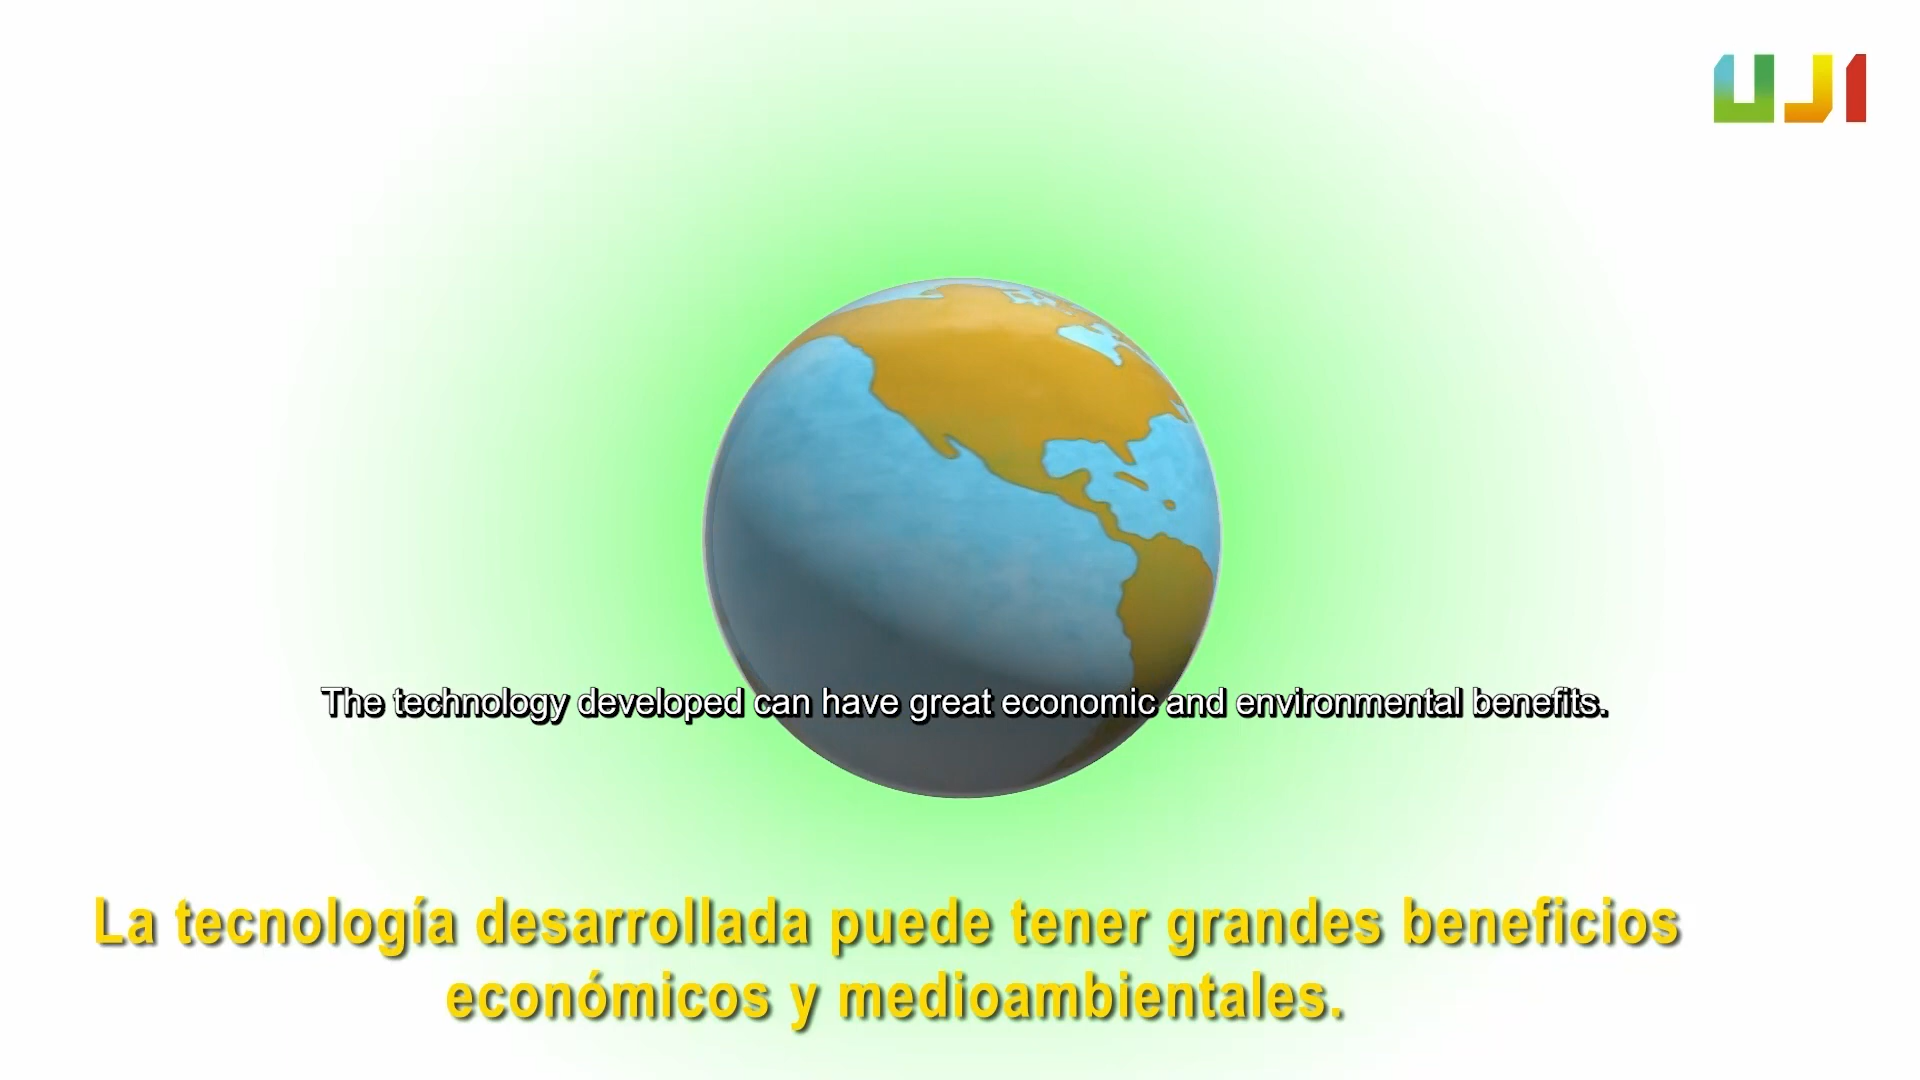 UJI
The technology developed can have great economic and environmental benefits.
La tecnología desarrollada puede tener grandes beneficios
económicos y medioambientales.